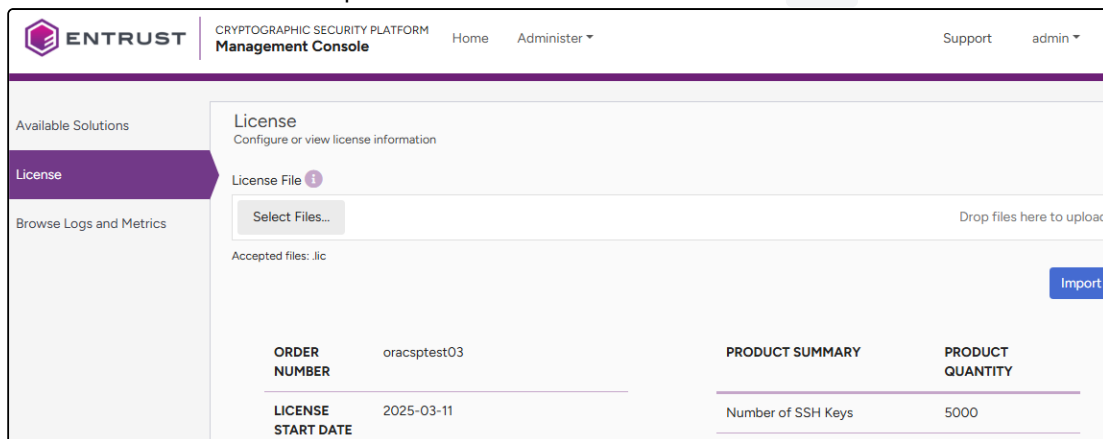 ENTRUST
CRYPTOGRAPHIC SECURITY PLATFORM
Management Console
Home
Administer
Support
admin
Available Solutions
License
Browse Logs and Metrics
License
Configure or view license information
License File
Select Files...
Drop files here to upload
Accepted files: .lic
Import
ORDER NUMBER
oracsptest03
LICENSE START DATE
2025-03-11
PRODUCT SUMMARY
PRODUCT QUANTITY
Number of SSH Keys
5000